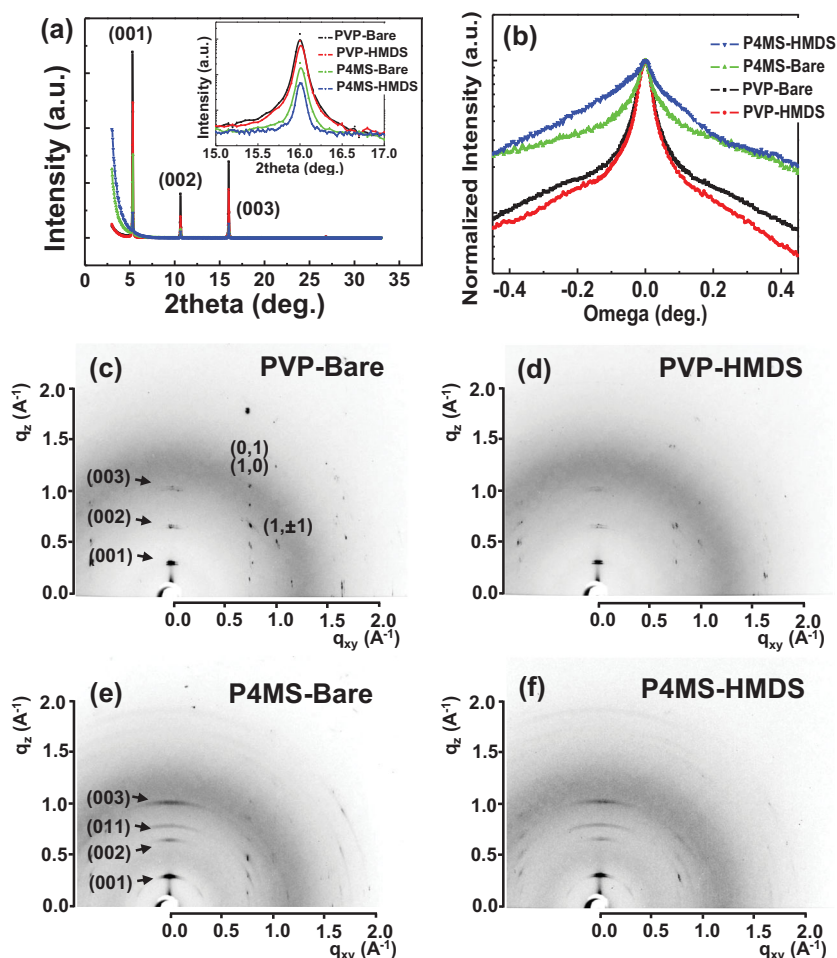 (a)
(001)
(002)
(003)
PVP-Bare
PVP-HMDS
P4MS-Bare
P4MS-HMDS
Intensity (a.u.)
15.0 15.5 16.0 16.5 17.0
2theta (deg.)
Intensity (a.u.)
0 5 10 15 20 25 30 35
2theta (deg.)
(b)
P4MS-HMDS
P4MS-Bare
PVP-Bare
PVP-HMDS
Normalized Intensity (a.u.)
-0.4 -0.2 0.0 0.2 0.4
Omega (deg.)
(c) PVP-Bare
qz (A-1)
2.0
1.5
1.0
0.5
0.0
(0,1)
(1,0)
(003)
(002)
(1,±1)
(001)
0.0 0.5 1.0 1.5 2.0
qxy (A-1)
(d) PVP-HMDS
qz (A-1)
2.0
1.5
1.0
0.5
0.0
0.0 0.5 1.0 1.5 2.0
qxy (A-1)
(e) P4MS-Bare
qz (A-1)
2.0
1.5
1.0
0.5
0.0
(003)
(011)
(002)
(001)
0.0 0.5 1.0 1.5 2.0
qxy (A-1)
(f) P4MS-HMDS
qz (A-1)
2.0
1.5
1.0
0.5
0.0
0.0 0.5 1.0 1.5 2.0
qxy (A-1)